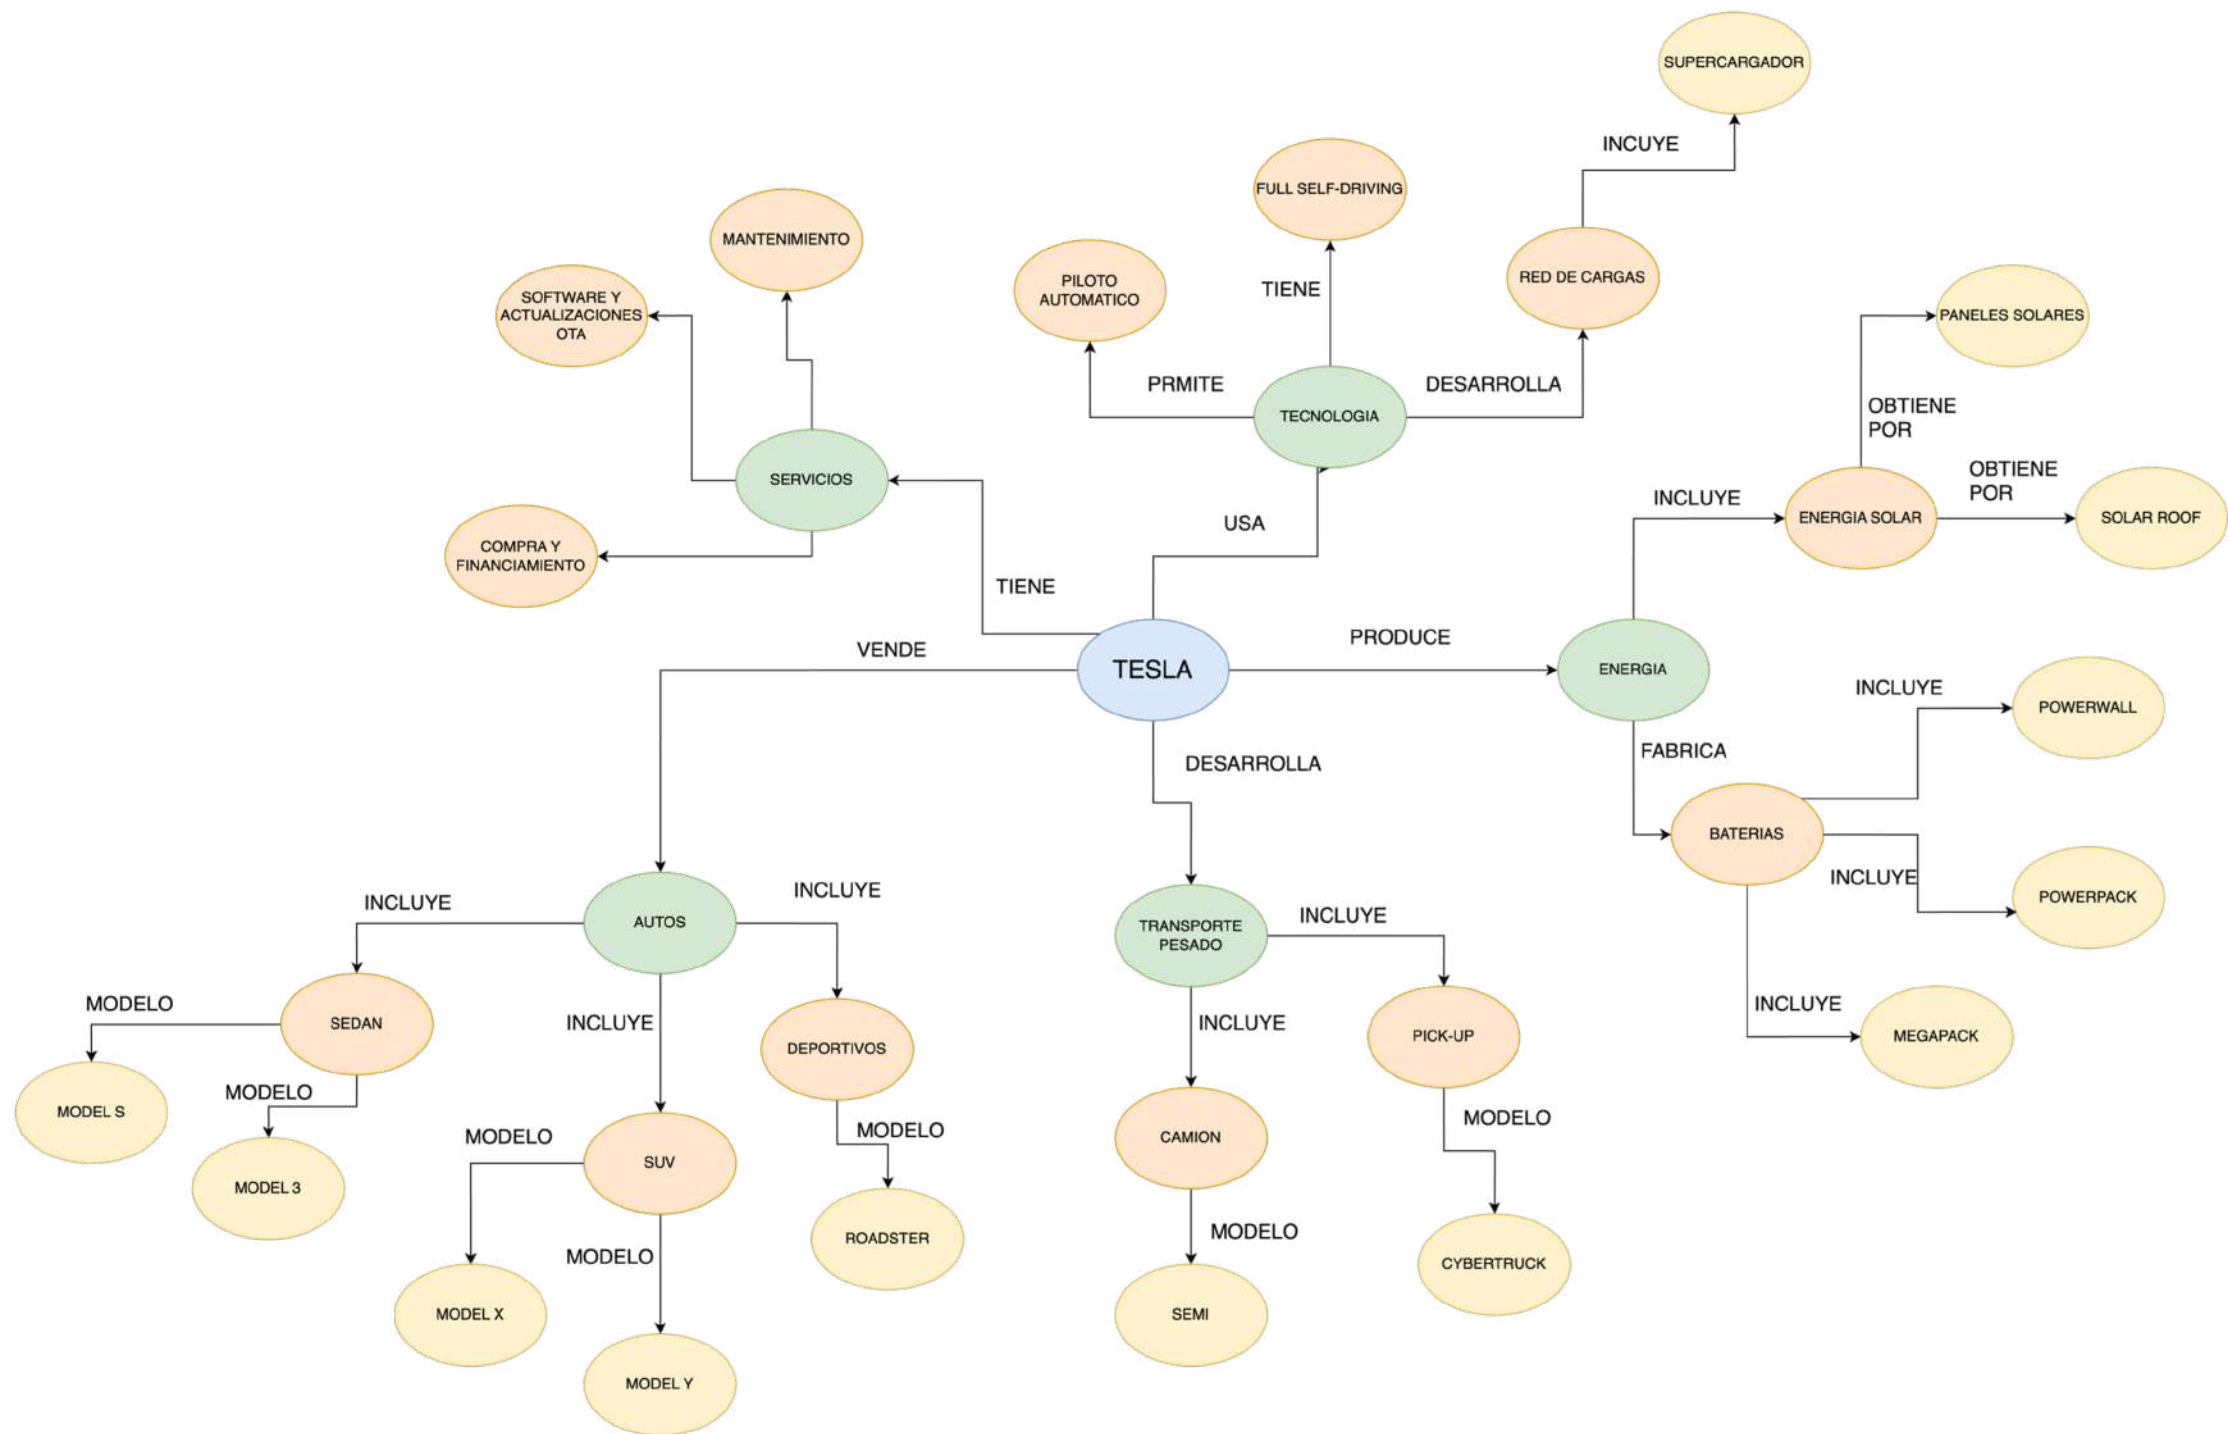 SUPERCARGADOR
INCUYE
FULL SELF-DRIVING
MANTENIMIENTO
RED DE CARGAS
PILOTO
AUTOMATICO
TIENE
SOFTWARE Y
ACTUALIZACIONES
OTA
PANELES SOLARES
PRMITE
DESARROLLA
TECNOLOGIA
OBTIENE
POR
SERVICIOS
OBTIENE
POR
INCLUYE
ENERGIA SOLAR
SOLAR ROOF
USA
COMPRA Y
FINANCIAMIENTO
TIENE
VENDE
PRODUCE
TESLA
ENERGIA
INCLUYE
POWERWALL
FABRICA
DESARROLLA
BATERIAS
INCLUYE
POWERPACK
INCLUYE
INCLUYE
AUTOS
TRANSPORTE
PESADO
INCLUYE
MODELO
SEDAN
INCLUYE
DEPORTIVOS
INCLUYE
PICK-UP
INCLUYE
MEGAPACK
MODEL S
MODELO
MODELO
SUV
MODELO
CAMION
MODELO
MODEL 3
ROADSTER
MODELO
MODELO
CYBERTRUCK
MODEL X
SEMI
MODEL Y